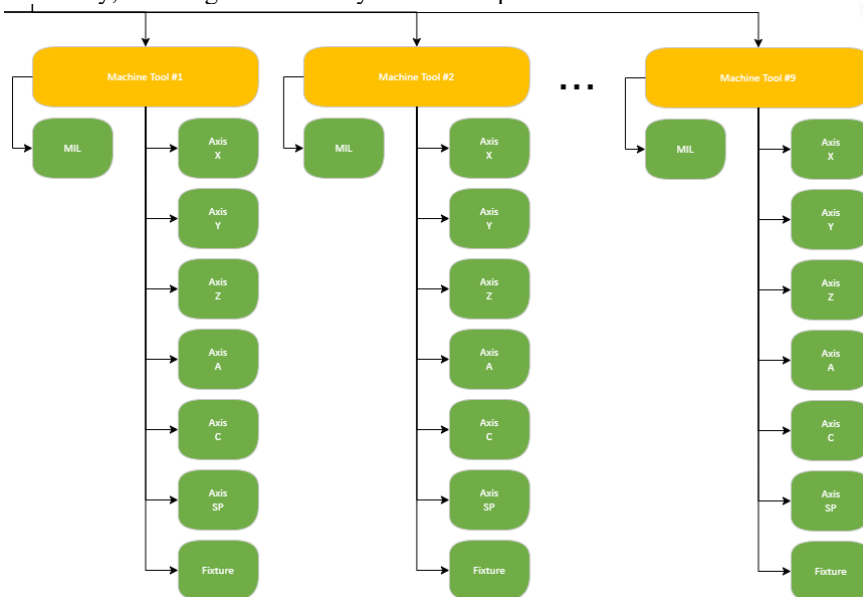 Machine Tool #1
Machine Tool #2
...
Machine Tool #9
MIL
Axis
X
MIL
Axis
X
MIL
Axis
X
Axis
Y
Axis
Y
Axis
Y
Axis
Z
Axis
Z
Axis
Z
Axis
A
Axis
A
Axis
A
Axis
C
Axis
C
Axis
C
Axis
SP
Axis
SP
Axis
SP
Fixture
Fixture
Fixture